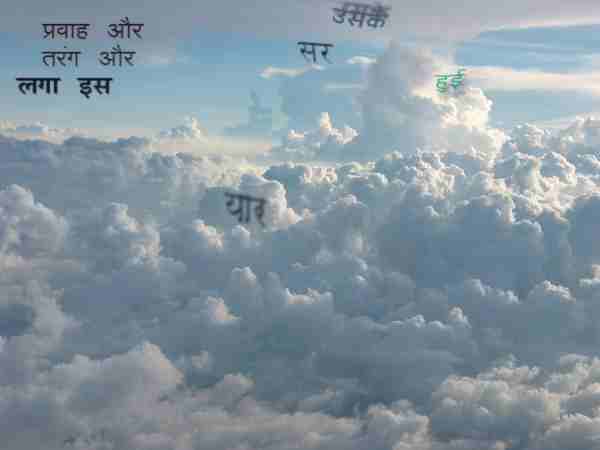 उसकै
प्रवाह और
तरंग और
सर
हुई
लगा इस
यार